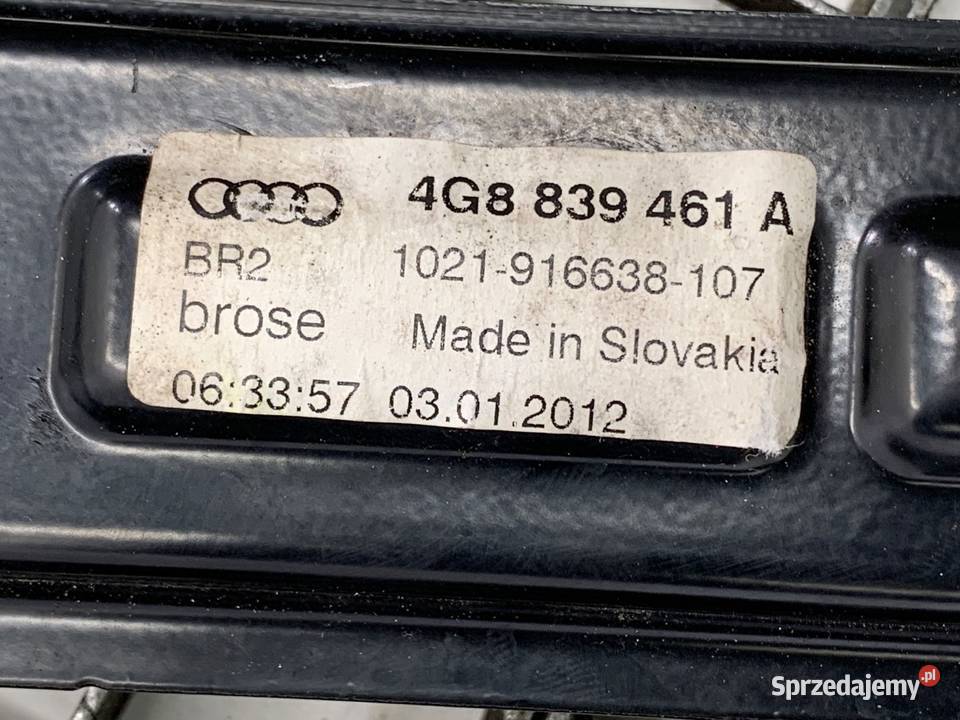 4G8 839 461 A
BR2 1021-916638-107
brose Made in Slovakia
06:33:57 03.01.2012
Sprzedajemy.pl